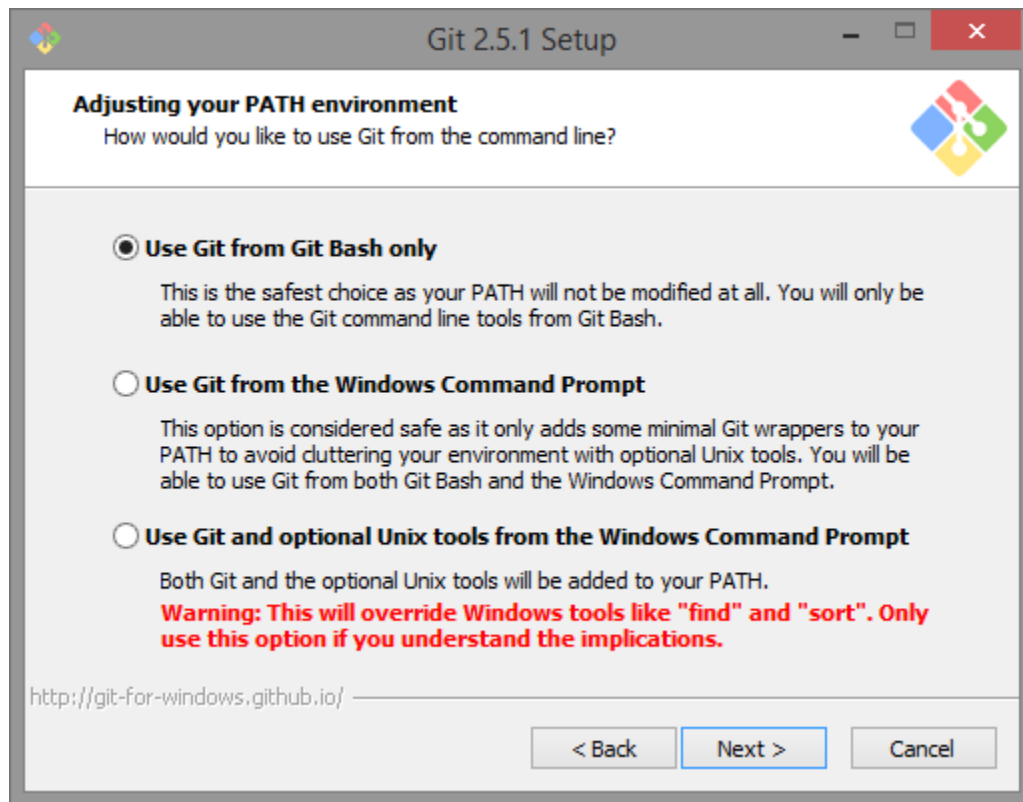 Git 2.5.1 Setup
Adjusting your PATH environment
How would you like to use Git from the command line?
Use Git from Git Bash only
This is the safest choice as your PATH will not be modified at all. You will only be
able to use the Git command line tools from Git Bash.
Use Git from the Windows Command Prompt
This option is considered safe as it only adds some minimal Git wrappers to your
PATH to avoid cluttering your environment with optional Unix tools. You will be
able to use Git from both Git Bash and the Windows Command Prompt.
Use Git and optional Unix tools from the Windows Command Prompt
Both Git and the optional Unix tools will be added to your PATH.
Warning: This will override Windows tools like "find" and "sort". Only
use this option if you understand the implications.
http://git-for-windows.github.io/
< Back Next > Cancel